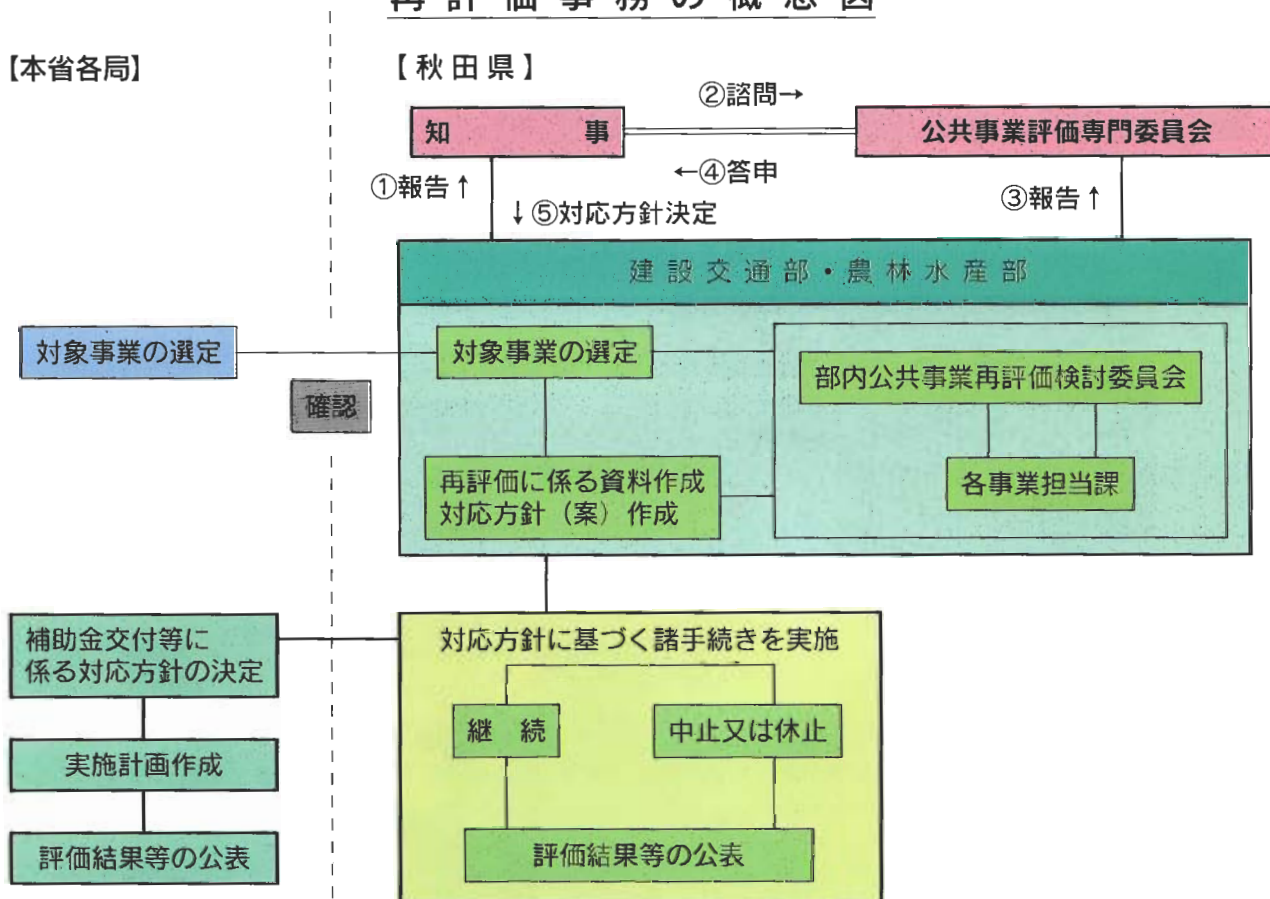 再評価事務の概念図
【本省各局】
【秋田県】
②諮問→
知事
公共事業評価専門委員会
←④答申
①報告↑
③報告↑
↓⑤対応方針決定
建設交通部・農林水産部
対象事業の選定
対象事業の選定
部内公共事業再評価検討委員会
確認
再評価に係る資料作成
対応方針（案）作成
各事業担当課
補助金交付等に
係る対応方針の決定
対応方針に基づく諸手続きを実施
継続
中止又は休止
実施計画作成
評価結果等の公表
評価結果等の公表